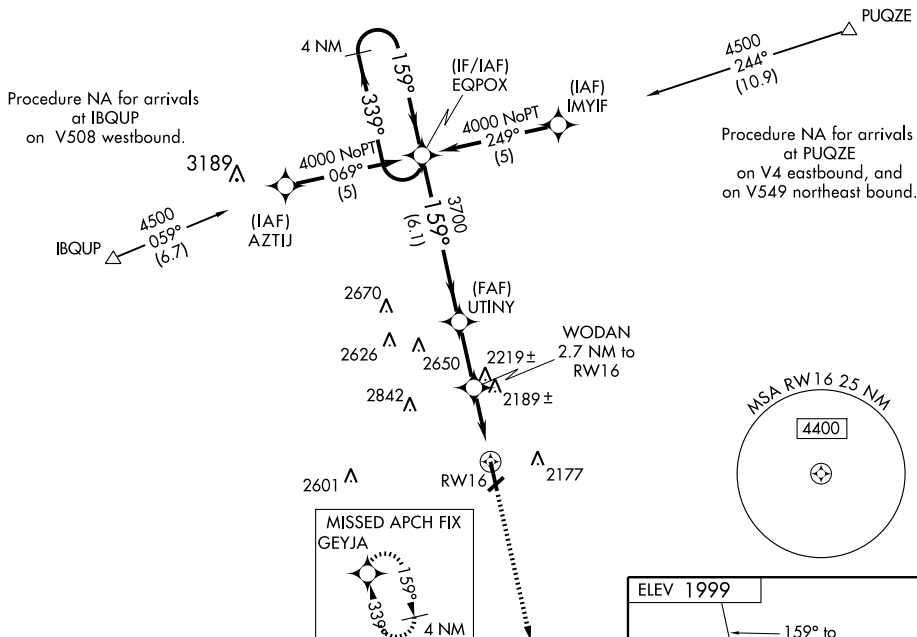 PUQZE
4500
244°
(10.9)
4 NM
159°
339°
(IF/IAF)
EQPOX
(IAF)
IMYIF
Procedure NA for arrivals
at IBQUP
on V508 westbound.
4000 NoPT
249°
(5)
Procedure NA for arrivals
at PUQZE
on V4 eastbound, and
on V549 northeast bound.
3189
4000 NoPT
069°
(5)
(IAF)
AZTIJ
4500
059°
(6.7)
IBQUP
3700
159°
(6.1)
(FAF)
UTINY
2670
2626
2650
WODAN
2.7 NM to
RW16
2219±
2189±
2842
MSA RW16 25 NM
4400
RW16
2177
2601
MISSED APCH FIX
GEYJA
159°
339°
4 NM
ELEV 1999
159° to